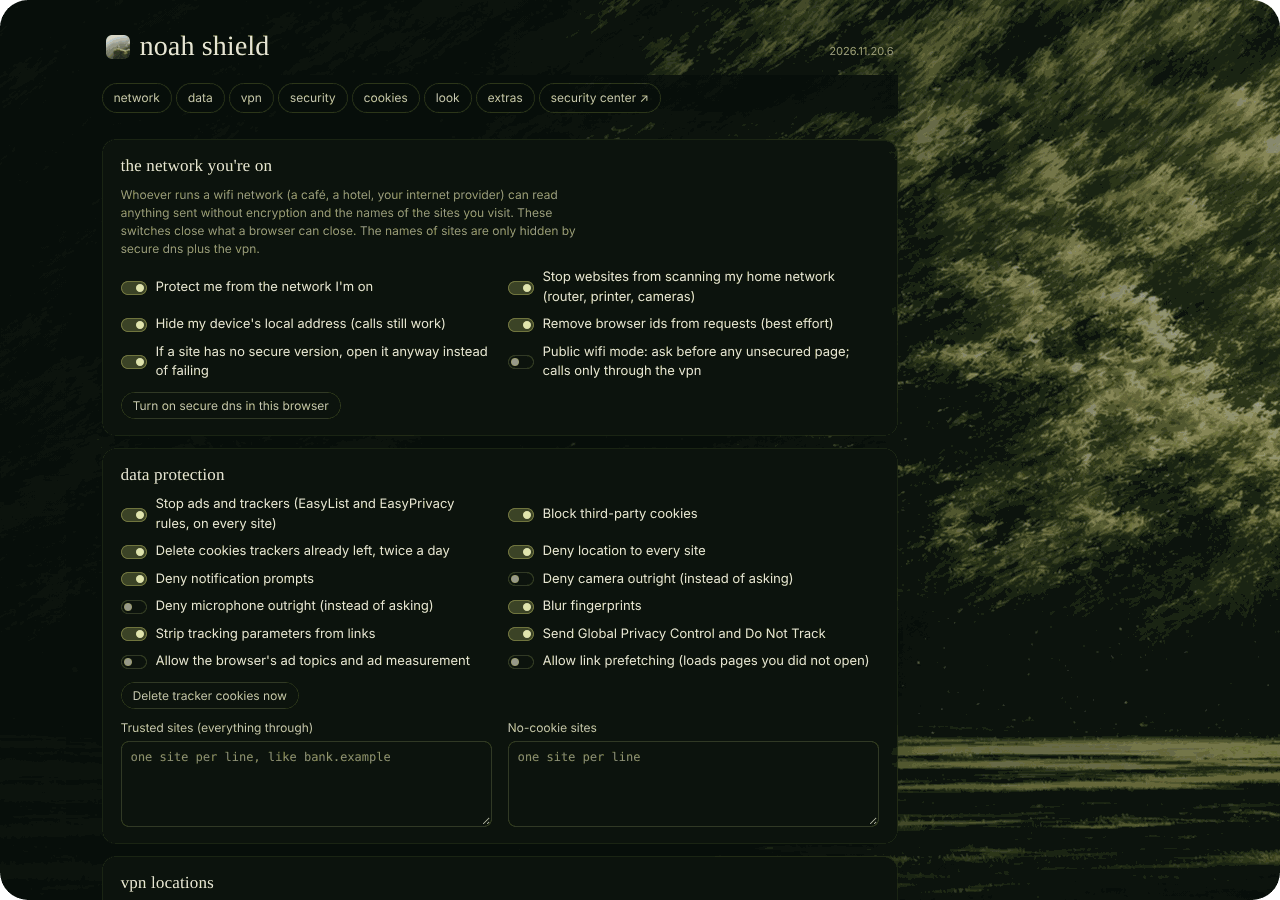 noah shield
2026.11.20.6
network
data
vpn
security
cookies
look
extras
security center ↗
the network you're on
Whoever runs a wifi network (a café, a hotel, your internet provider) can read
anything sent without encryption and the names of the sites you visit. These
switches close what a browser can close. The names of sites are only hidden by
secure dns plus the vpn.
Protect me from the network I'm on
Stop websites from scanning my home network
(router, printer, cameras)
Hide my device's local address (calls still work)
Remove browser ids from requests (best effort)
If a site has no secure version, open it anyway instead
of failing
Public wifi mode: ask before any unsecured page;
calls only through the vpn
Turn on secure dns in this browser
data protection
Stop ads and trackers (EasyList and EasyPrivacy
rules, on every site)
Block third-party cookies
Delete cookies trackers already left, twice a day
Deny location to every site
Deny notification prompts
Deny camera outright (instead of asking)
Deny microphone outright (instead of asking)
Blur fingerprints
Strip tracking parameters from links
Send Global Privacy Control and Do Not Track
Allow the browser's ad topics and ad measurement
Allow link prefetching (loads pages you did not open)
Delete tracker cookies now
Trusted sites (everything through)
No-cookie sites
one site per line, like bank.example
one site per line
vpn locations